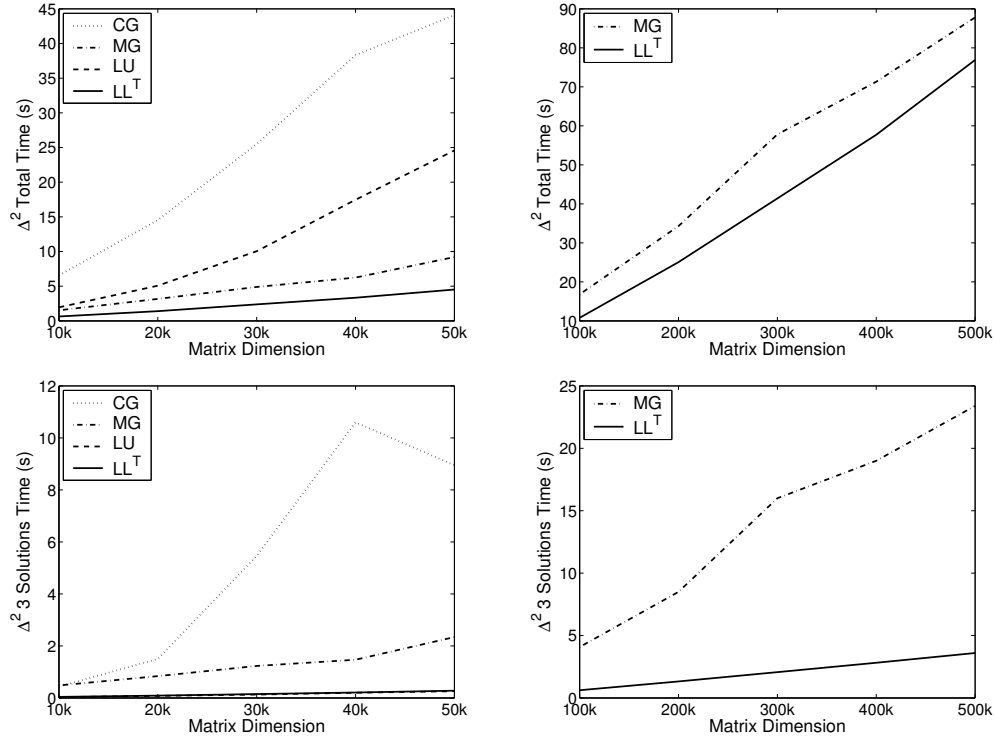 45
40
35
30
25
20
15
10
5
0
10k
20k
30k
40k
50k
Matrix Dimension
Δ² Total Time (s)
CG
MG
LU
LLᵀ
90
80
70
60
50
40
30
20
10
100k
200k
300k
400k
500k
Matrix Dimension
Δ² Total Time (s)
MG
LLᵀ
12
10
8
6
4
2
0
10k
20k
30k
40k
50k
Matrix Dimension
Δ² 3 Solutions Time (s)
CG
MG
LU
LLᵀ
25
20
15
10
5
0
100k
200k
300k
400k
500k
Matrix Dimension
Δ² 3 Solutions Time (s)
MG
LLᵀ